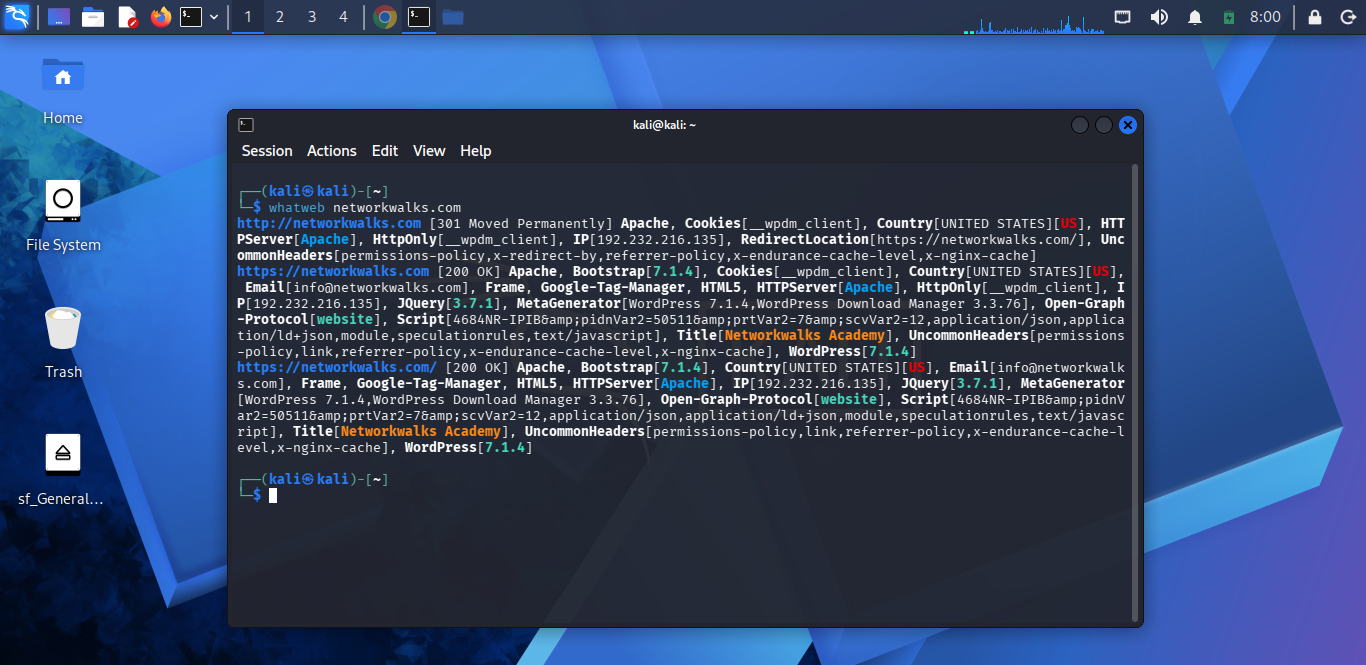 1 2 3 4 8:00
Home
File System
Trash
sf_General...
kali@kali: ~
Session Actions Edit View Help
┌──(kali㉿kali)-[~]
└─$ whatweb networkwalks.com
http://networkwalks.com [301 Moved Permanently] Apache, Cookies[__wpdm_client], Country[UNITED STATES][US], HTT
PServer[Apache], HttpOnly[__wpdm_client], IP[192.232.216.135], RedirectLocation[https://networkwalks.com/], Unc
ommonHeaders[permissions-policy,x-redirect-by,referrer-policy,x-endurance-cache-level,x-nginx-cache]
https://networkwalks.com [200 OK] Apache, Bootstrap[7.1.4], Cookies[__wpdm_client], Country[UNITED STATES][US],
 Email[info@networkwalks.com], Frame, Google-Tag-Manager, HTML5, HTTPServer[Apache], HttpOnly[__wpdm_client], I
P[192.232.216.135], JQuery[3.7.1], MetaGenerator[WordPress 7.1.4,WordPress Download Manager 3.3.76], Open-Graph
-Protocol[website], Script[4684NR-IPIB&amp;pidnVar2=50511&amp;prtVar2=7&amp;scvVar2=12,application/json,applica
tion/ld+json,module,speculationrules,text/javascript], Title[Networkwalks Academy], UncommonHeaders[permissions
-policy,link,referrer-policy,x-endurance-cache-level,x-nginx-cache], WordPress[7.1.4]
https://networkwalks.com/ [200 OK] Apache, Bootstrap[7.1.4], Country[UNITED STATES][US], Email[info@networkwalk
s.com], Frame, Google-Tag-Manager, HTML5, HTTPServer[Apache], IP[192.232.216.135], JQuery[3.7.1], MetaGenerator
[WordPress 7.1.4,WordPress Download Manager 3.3.76], Open-Graph-Protocol[website], Script[4684NR-IPIB&amp;pidnV
ar2=50511&amp;prtVar2=7&amp;scvVar2=12,application/json,application/ld+json,module,speculationrules,text/javasc
ript], Title[Networkwalks Academy], UncommonHeaders[permissions-policy,link,referrer-policy,x-endurance-cache-l
evel,x-nginx-cache], WordPress[7.1.4]
┌──(kali㉿kali)-[~]
└─$